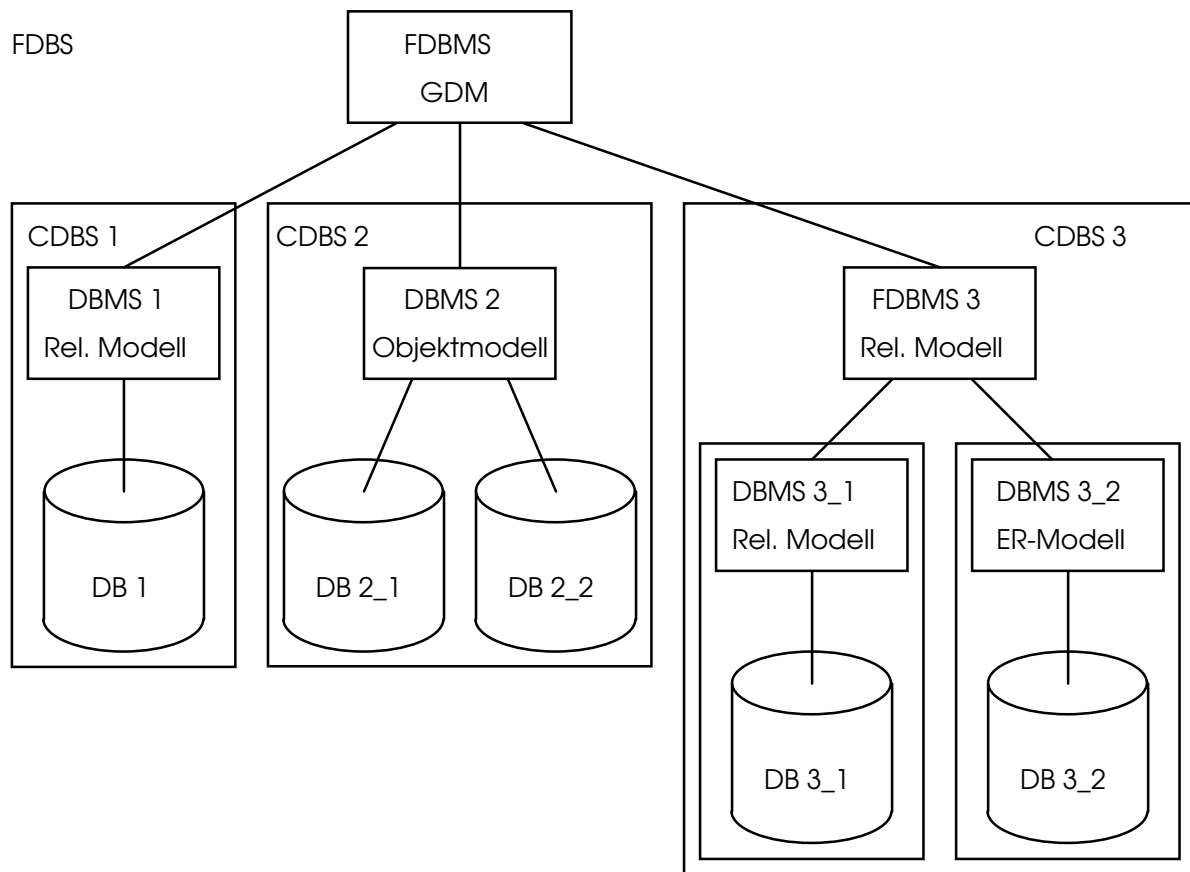 FDBS
FDBMS
GDM
CDBS 1
DBMS 1
Rel. Modell
DB 1
CDBS 2
DBMS 2
Objektmodell
DB 2_1
DB 2_2
CDBS 3
FDBMS 3
Rel. Modell
DBMS 3_1
Rel. Modell
DB 3_1
DBMS 3_2
ER-Modell
DB 3_2